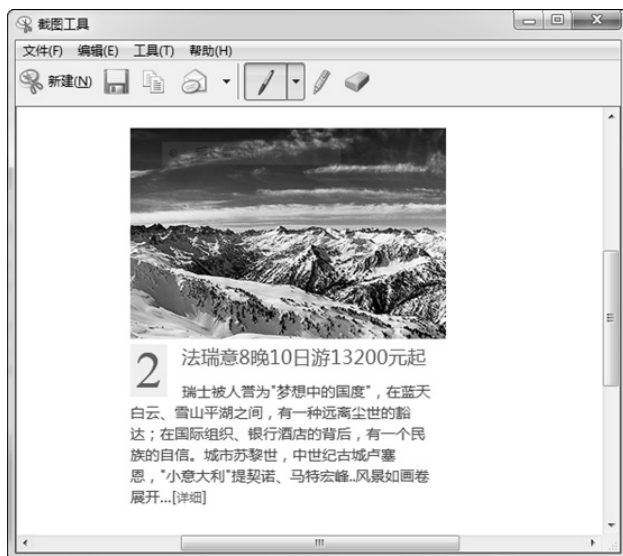 截图工具
文件(F) 编辑(E) 工具(T) 帮助(H)
新建(N)
2
法瑞意8晚10日游13200元起
瑞士被人誉为"梦想中的国度"，在蓝天
白云、雪山平湖之间，有一种远离尘世的豁
达；在国际组织、银行酒店的背后，有一个民
族的自信。城市苏黎世，中世纪古城卢塞
恩，"小意大利"提契诺、马特宏峰..风景如画卷
展开...[详细]